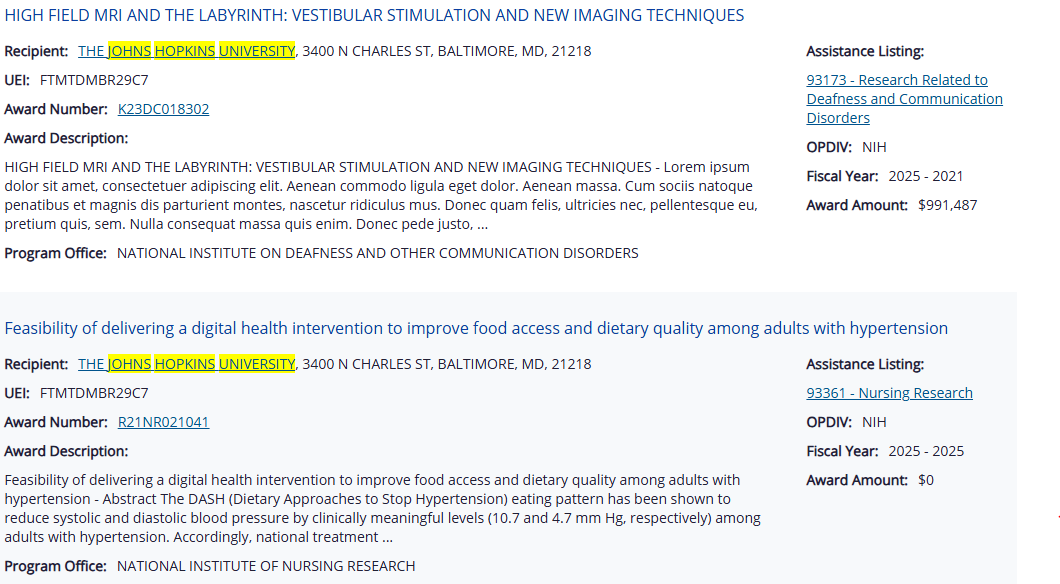 HIGH FIELD MRI AND THE LABYRINTH: VESTIBULAR STIMULATION AND NEW IMAGING TECHNIQUES
Recipient: THE JOHNS HOPKINS UNIVERSITY, 3400 N CHARLES ST, BALTIMORE, MD, 21218
UEI: FTMTDMBR29C7
Award Number: K23DC018302
Award Description:
HIGH FIELD MRI AND THE LABYRINTH: VESTIBULAR STIMULATION AND NEW IMAGING TECHNIQUES - Lorem ipsum
dolor sit amet, consectetuer adipiscing elit. Aenean commodo ligula eget dolor. Aenean massa. Cum sociis natoque
penatibus et magnis dis parturient montes, nascetur ridiculus mus. Donec quam felis, ultricies nec, pellentesque eu,
pretium quis, sem. Nulla consequat massa quis enim. Donec pede justo, ...
Program Office: NATIONAL INSTITUTE ON DEAFNESS AND OTHER COMMUNICATION DISORDERS
Assistance Listing:
93173 - Research Related to
Deafness and Communication
Disorders
OPDIV: NIH
Fiscal Year: 2025 - 2021
Award Amount: $991,487
Feasibility of delivering a digital health intervention to improve food access and dietary quality among adults with hypertension
Recipient: THE JOHNS HOPKINS UNIVERSITY, 3400 N CHARLES ST, BALTIMORE, MD, 21218
UEI: FTMTDMBR29C7
Award Number: R21NR021041
Award Description:
Feasibility of delivering a digital health intervention to improve food access and dietary quality among adults with
hypertension - Abstract The DASH (Dietary Approaches to Stop Hypertension) eating pattern has been shown to
reduce systolic and diastolic blood pressure by clinically meaningful levels (10.7 and 4.7 mm Hg, respectively) among
adults with hypertension. Accordingly, national treatment ...
Program Office: NATIONAL INSTITUTE OF NURSING RESEARCH
Assistance Listing:
93361 - Nursing Research
OPDIV: NIH
Fiscal Year: 2025 - 2025
Award Amount: $0